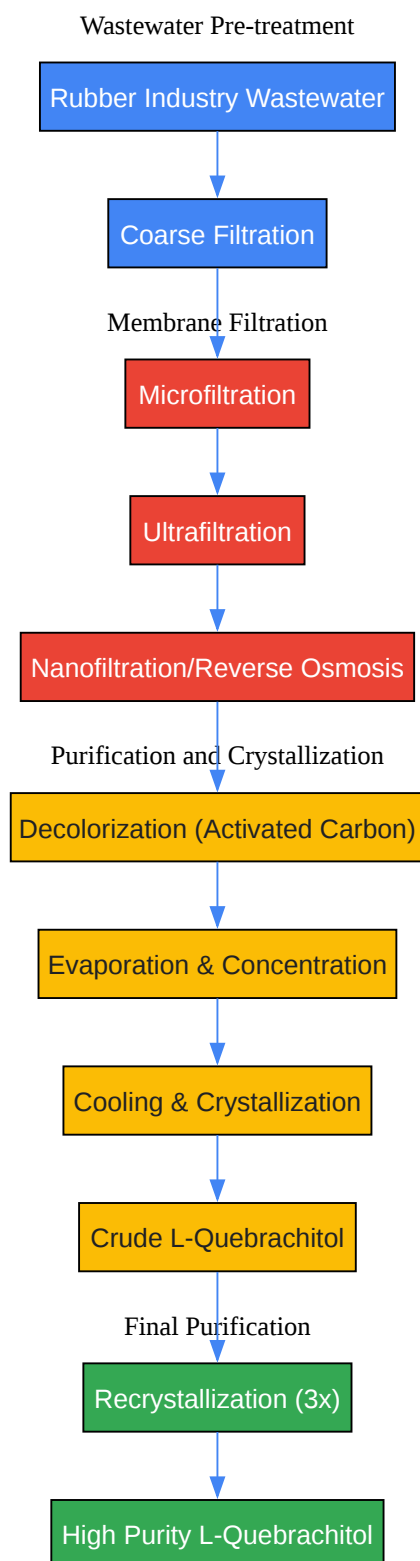 Wastewater Pre-treatment
Rubber Industry Wastewater
Coarse Filtration
Membrane Filtration
Microfiltration
Ultrafiltration
Nanofiltration/Reverse Osmosis
Purification and Crystallization
Decolorization (Activated Carbon)
Evaporation & Concentration
Cooling & Crystallization
Crude L-Quebrachitol
Final Purification
Recrystallization (3x)
High Purity L-Quebrachitol